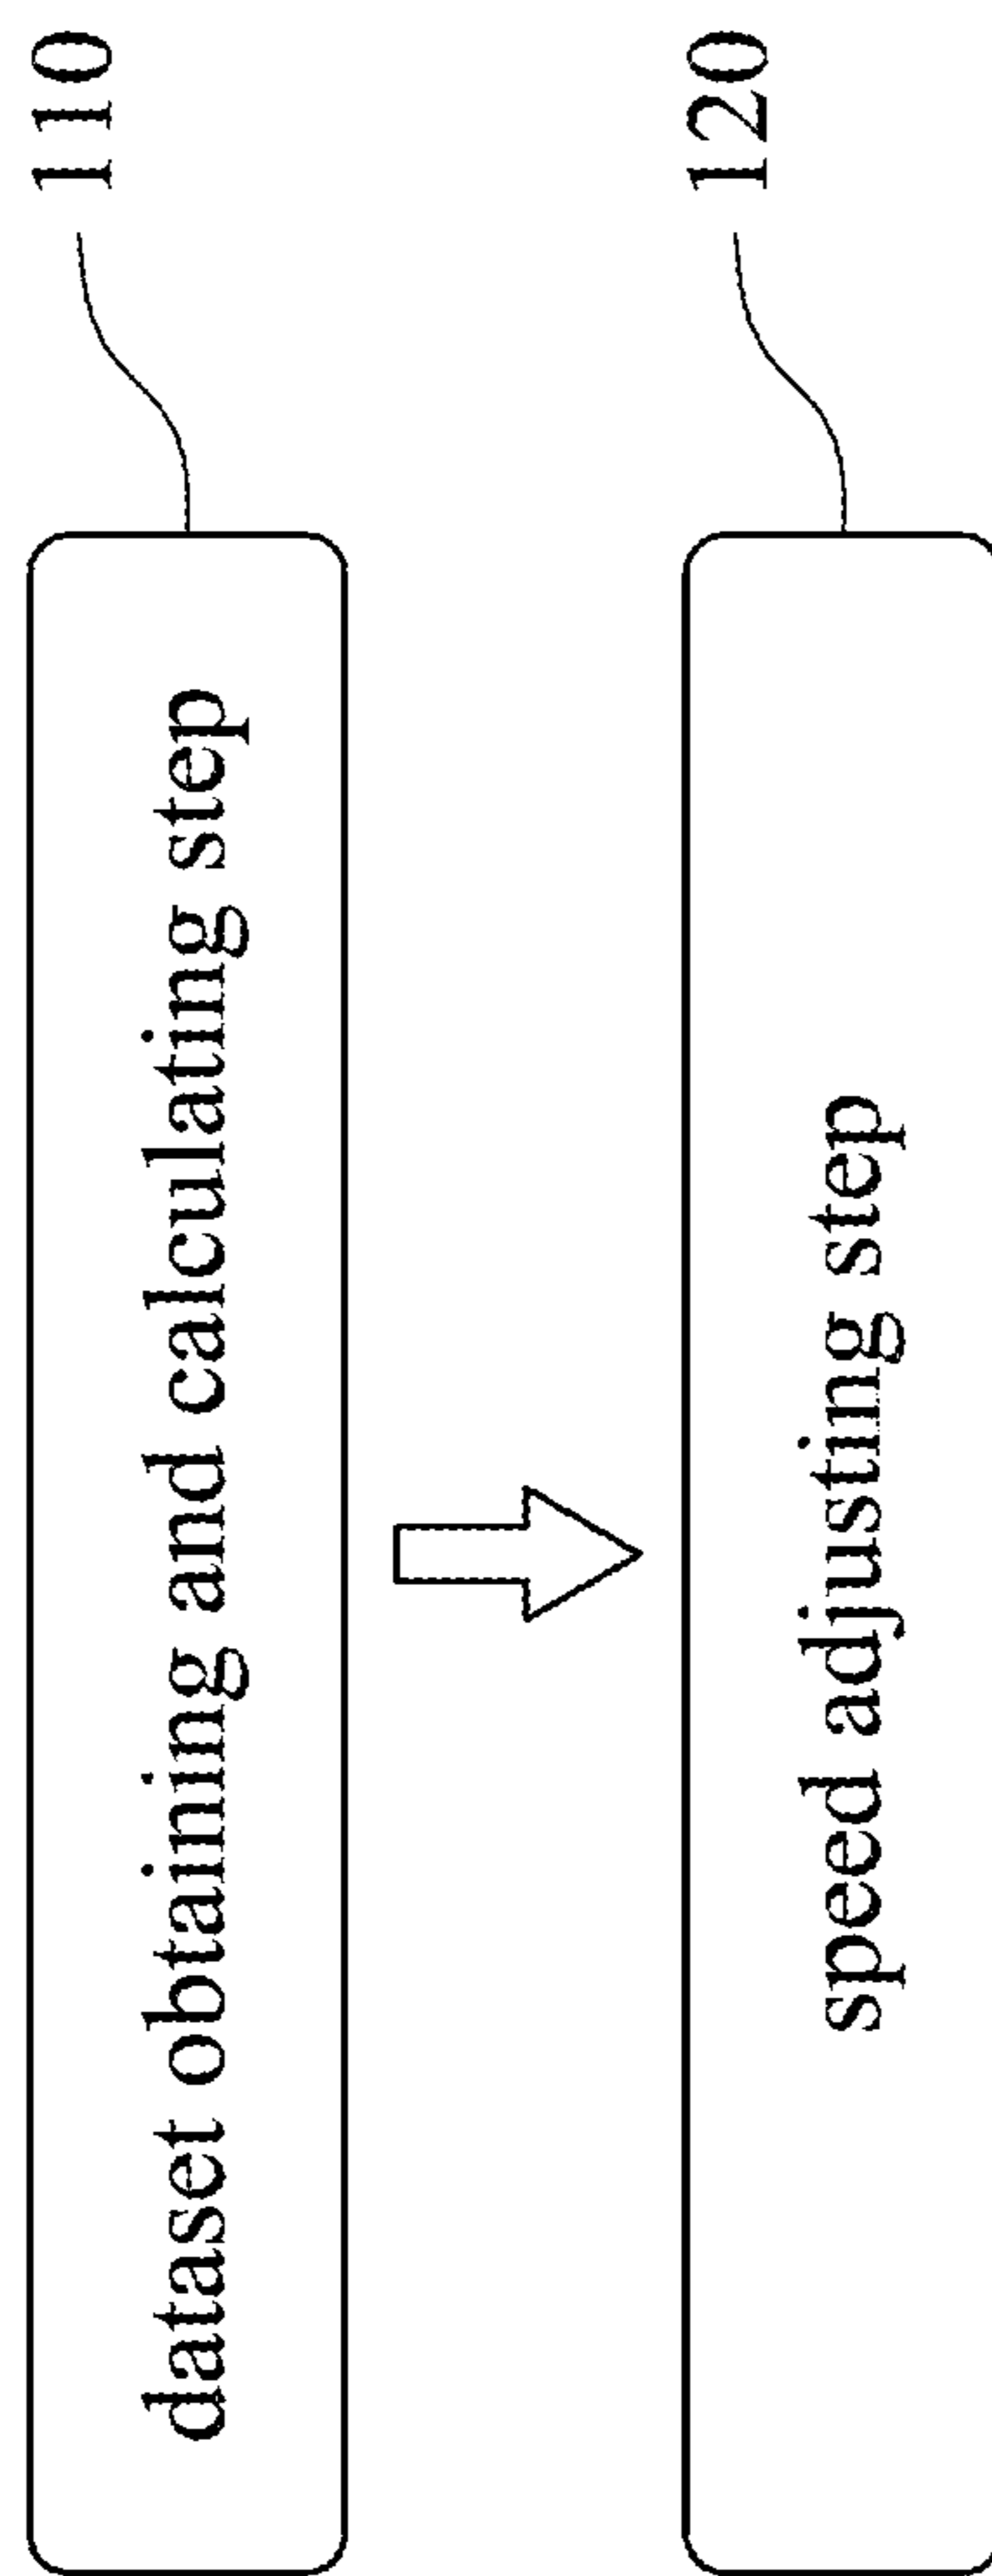 110
dataset obtaining and calculating step
120
speed adjusting step